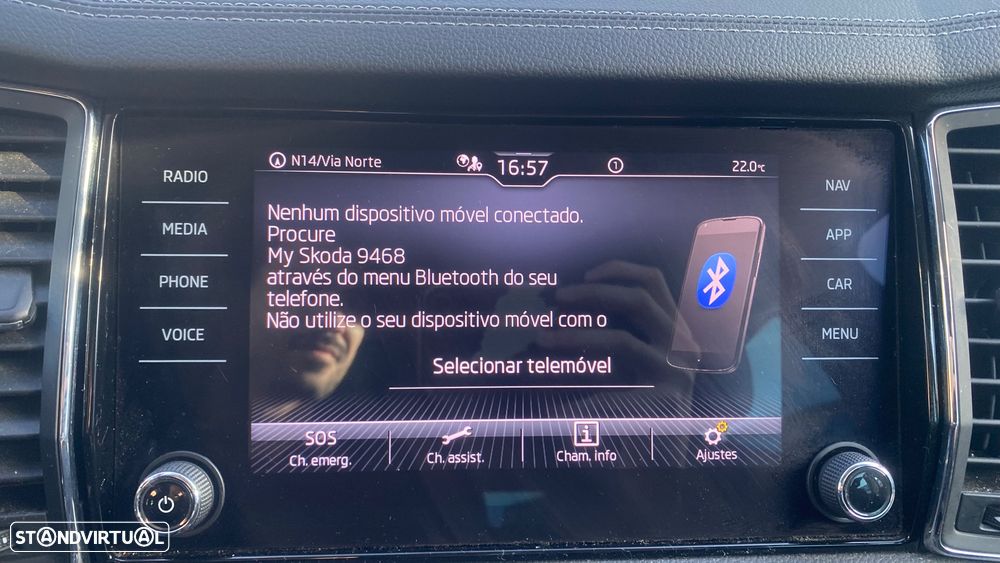 N14/Via Norte
16:57
1
22.0°C
RADIO
MEDIA
PHONE
VOICE
Nenhum dispositivo móvel conectado.
Procure
My Skoda 9468
através do menu Bluetooth do seu
telefone.
Não utilize o seu dispositivo móvel com o
Selecionar telemóvel
NAV
APP
CAR
MENU
SOS
Ch. emerg.
Ch. assist.
i
Cham. info
Ajustes
STANDVIRTUAL